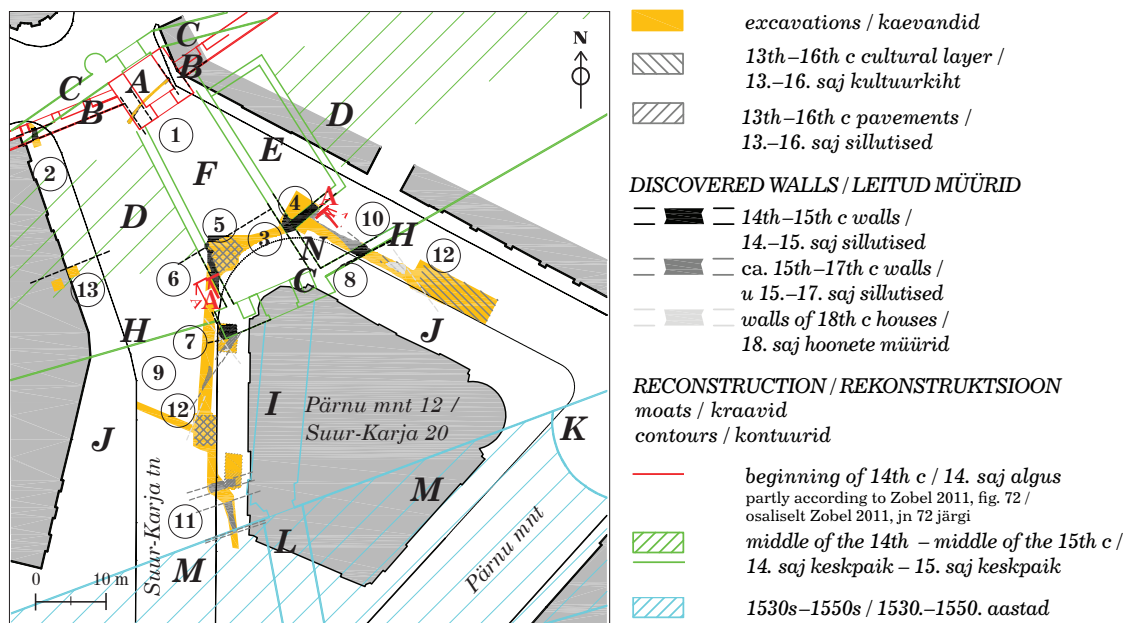 C
C
B
A
B
N
1
D
2
E
F
D
4
A
5
10
3
H
N
12
6
C
8
13
A
H
7
J
9
I
Pärnu mnt 12 /
Suur-Karja 20
12
K
J
M
11
L
M
Suur-Karja tn
Pärnu mnt
0
10 m
excavations / kaevandid
13th–16th c cultural layer /
13.–16. saj kultuurkiht
13th–16th c pavements /
13.–16. saj sillutised
DISCOVERED WALLS / LEITUD MÜÜRID
14th–15th c walls /
14.–15. saj sillutised
ca. 15th–17th c walls /
u 15.–17. saj sillutised
walls of 18th c houses /
18. saj hoonete müürid
RECONSTRUCTION / REKONSTRUKTSIOON
moats / kraavid
contours / kontuurid
beginning of 14th c / 14. saj algus
partly according to Zobel 2011, fig. 72 /
osaliselt Zobel 2011, jn 72 järgi
middle of the 14th – middle of the 15th c /
14. saj keskpaik – 15. saj keskpaik
1530s–1550s / 1530.–1550. aastad